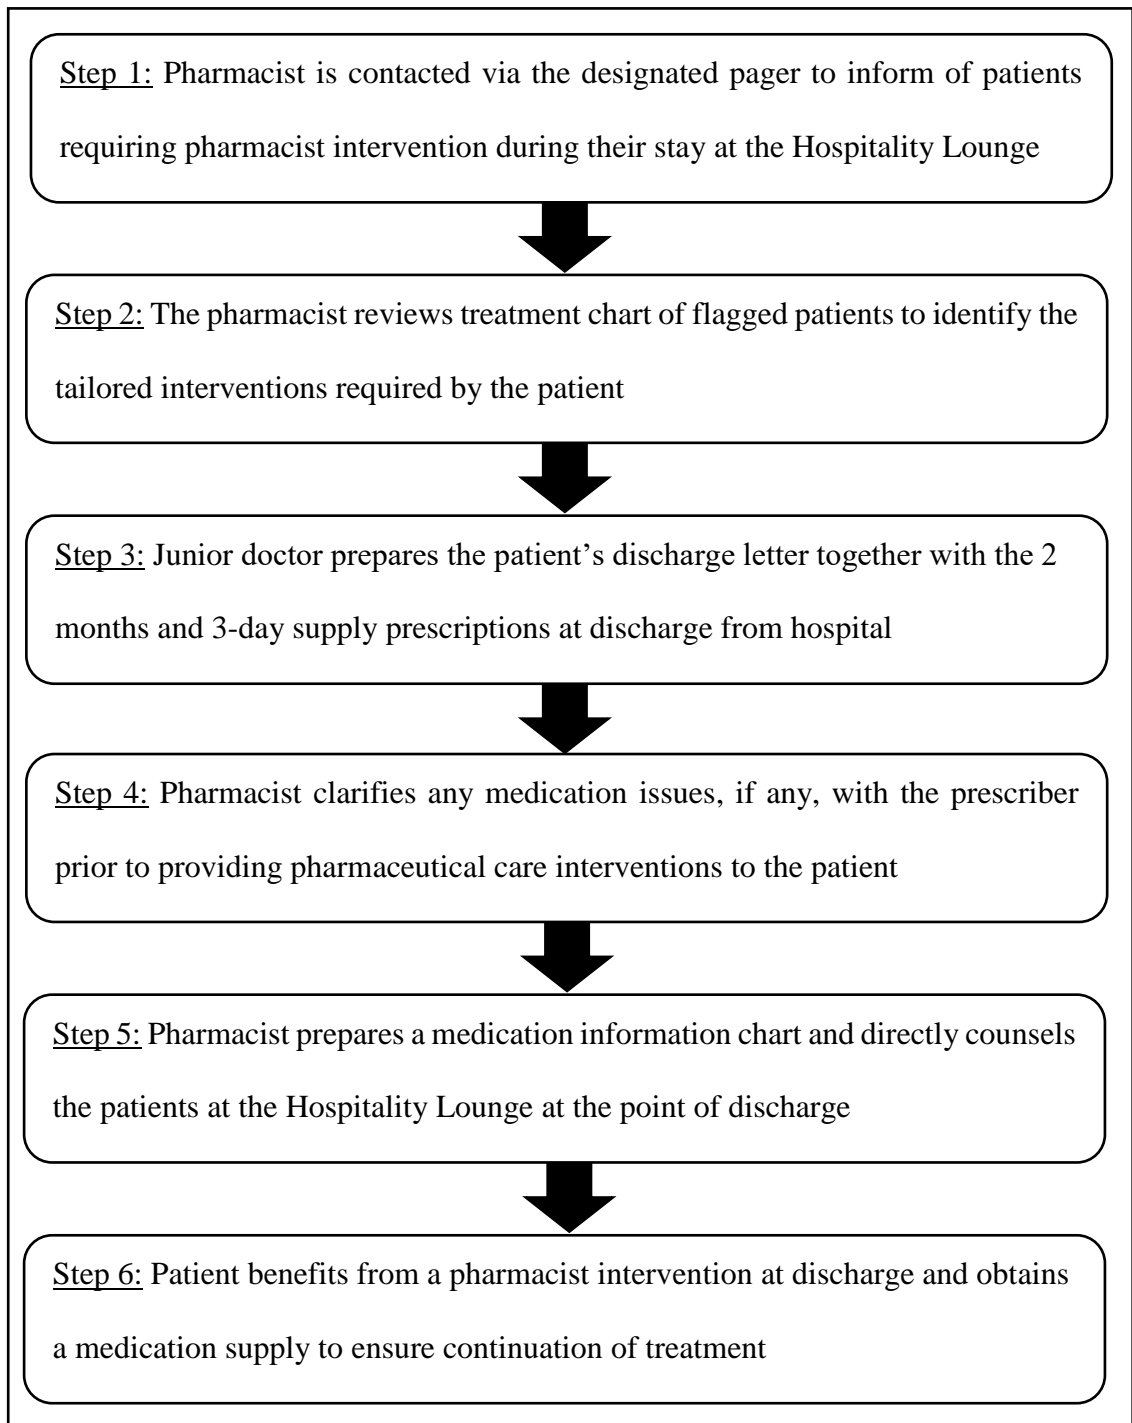 Step 1: Pharmacist is contacted via the designated pager to inform of patients
requiring pharmacist intervention during their stay at the Hospitality Lounge
Step 2: The pharmacist reviews treatment chart of flagged patients to identify the
tailored interventions required by the patient
Step 3: Junior doctor prepares the patient’s discharge letter together with the 2
months and 3-day supply prescriptions at discharge from hospital
Step 4: Pharmacist clarifies any medication issues, if any, with the prescriber
prior to providing pharmaceutical care interventions to the patient
Step 5: Pharmacist prepares a medication information chart and directly counsels
the patients at the Hospitality Lounge at the point of discharge
Step 6: Patient benefits from a pharmacist intervention at discharge and obtains
a medication supply to ensure continuation of treatment